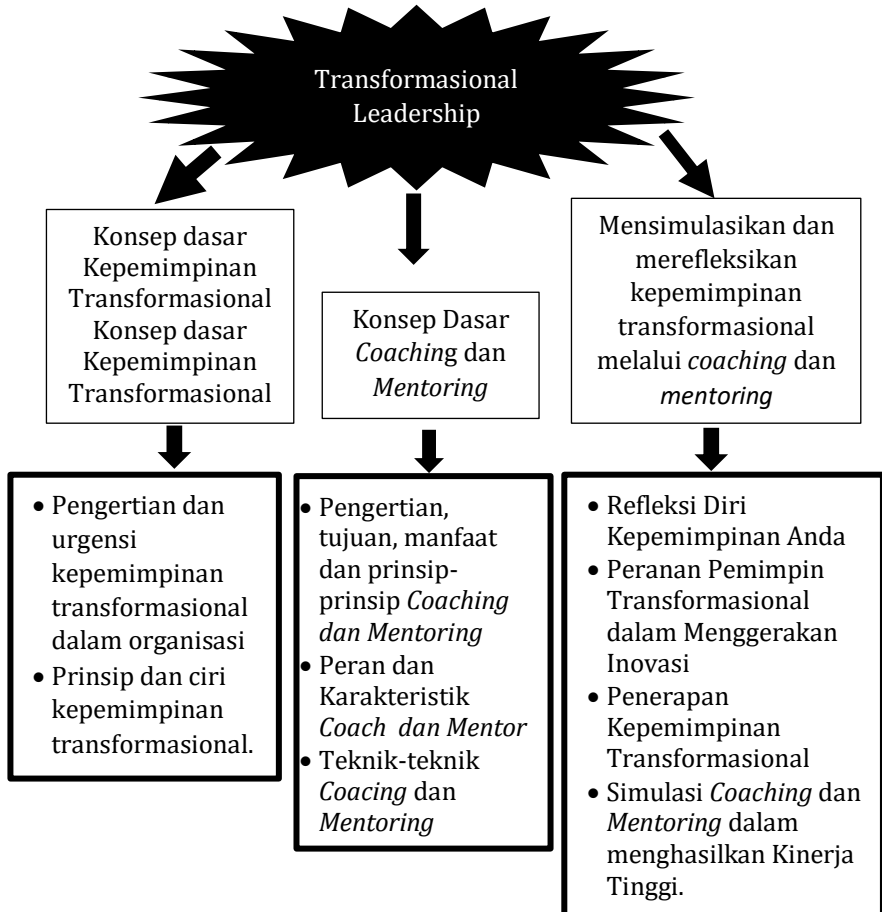 Transformasional
Leadership
Konsep dasar
Kepemimpinan
Transformasional
Konsep dasar
Kepemimpinan
Transformasional
Konsep Dasar
Coaching dan
Mentoring
Mensimulasikan dan
merefleksikan
kepemimpinan
transformasional
melalui coaching dan
mentoring
• Pengertian dan
urgensi
kepemimpinan
transformasional
dalam organisasi
• Prinsip dan ciri
kepemimpinan
transformasional.
• Pengertian,
tujuan, manfaat
dan prinsip-
prinsip Coaching
dan Mentoring
• Peran dan
Karakteristik
Coach dan Mentor
• Teknik-teknik
Coacing dan
Mentoring
• Refleksi Diri
Kepemimpinan Anda
• Peranan Pemimpin
Transformasional
dalam Menggerakan
Inovasi
• Penerapan
Kepemimpinan
Transformasional
• Simulasi Coaching dan
Mentoring dalam
menghasilkan Kinerja
Tinggi.